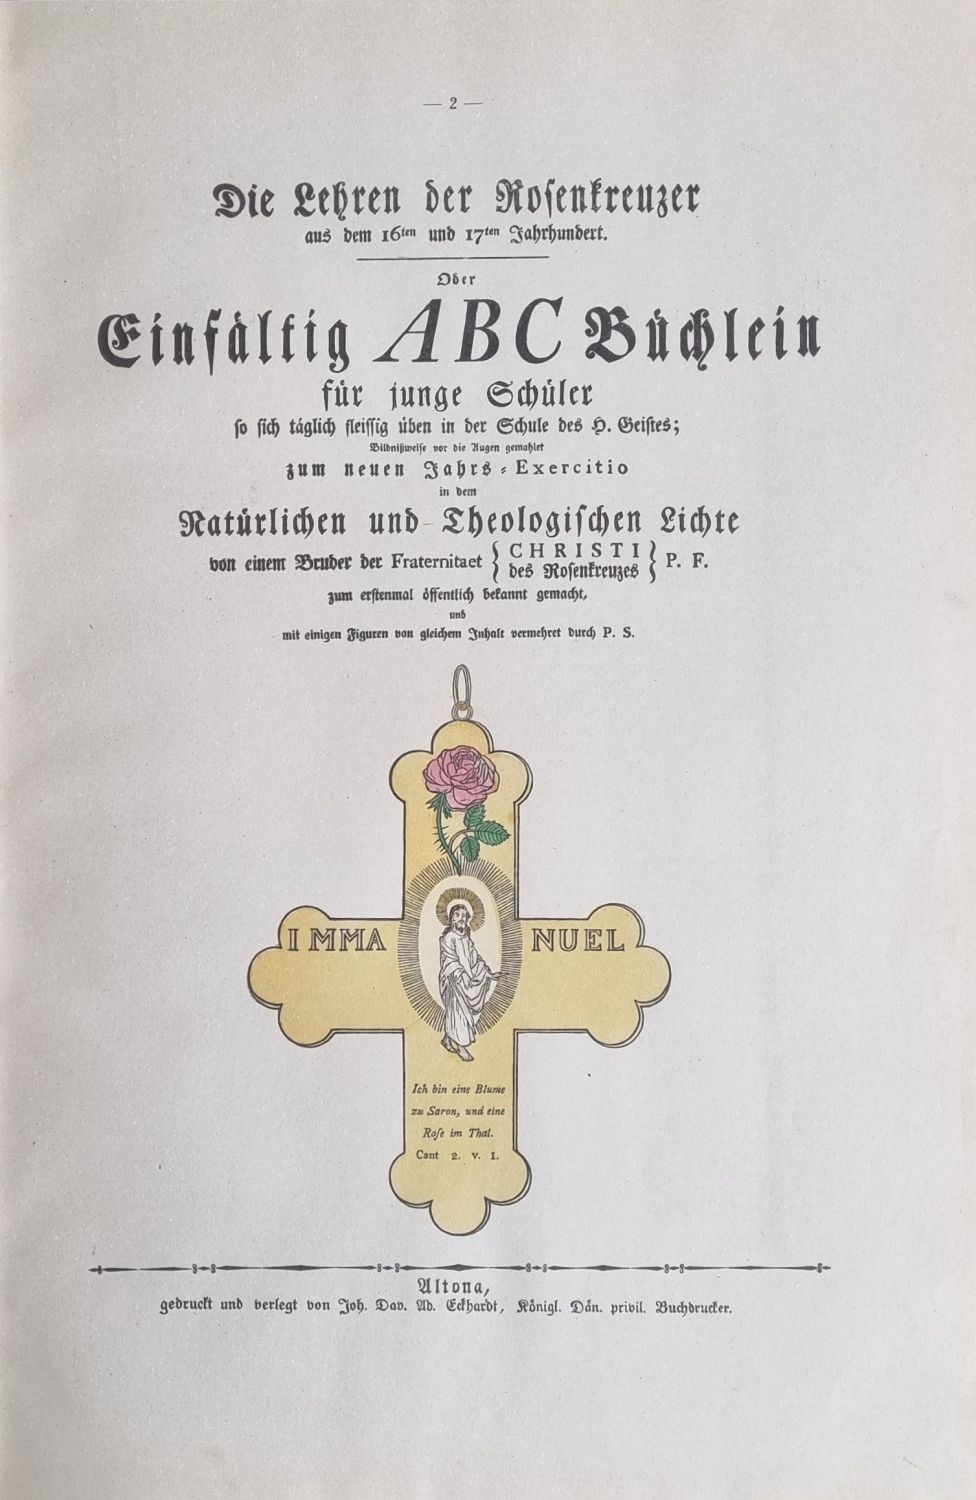 — 2 —
Die Lehren der Roſenkreuzer
aus dem 16ten und 17ten Jahrhundert.
Oder
Einfältig ABC Büchlein
für junge Schüler
ſo ſich täglich fleiſſig üben in der Schule des H. Geiſtes;
Bildnißweiſe vor die Augen gemahlet
zum neuen Jahrs⸗Exercitio
in dem
Natürlichen und Theologiſchen Lichte
von einem Bruder der Fraternitaet { CHRISTI } P. F.
des Roſenkreuzes
zum erſtenmal öffentlich bekannt gemacht,
und
mit einigen Figuren von gleichem Inhalt vermehret durch P. S.
IMMA NUEL
Ich bin eine Blume
zu Saron, und eine
Roſe im Thal.
Cant 2. v. 1.
Altona,
gedruckt und verlegt von Joh. Dav. Ad. Eckhardt, Königl. Dän. privil. Buchdrucker.